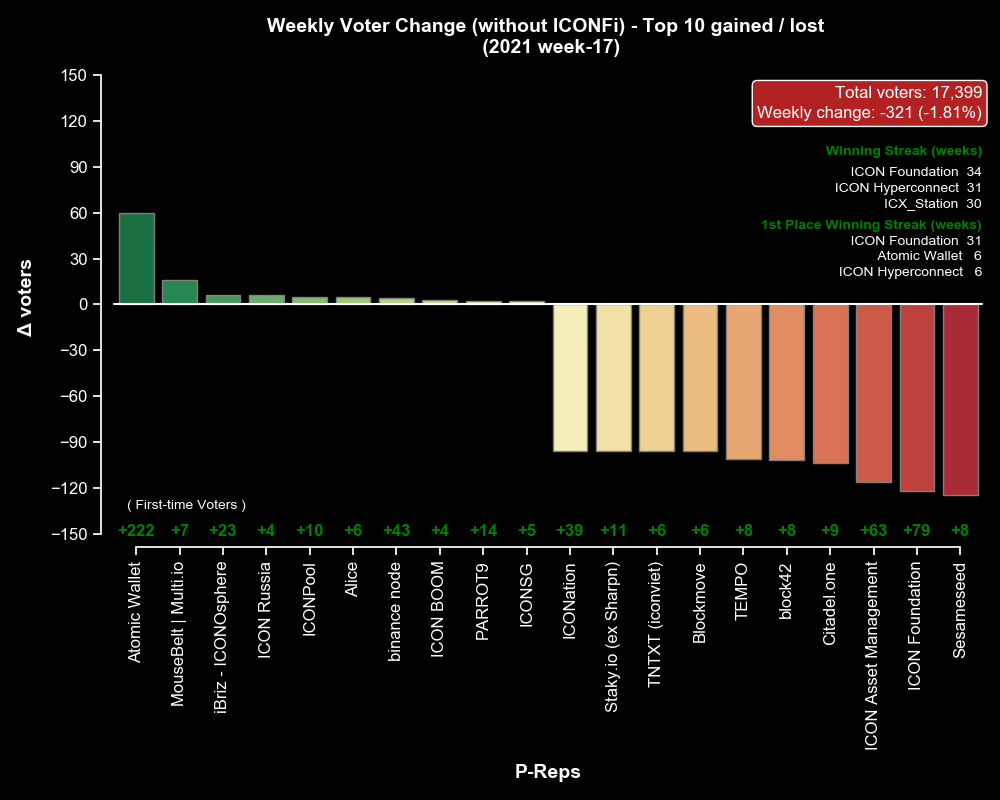 Weekly Voter Change (without ICONFi) - Top 10 gained / lost
(2021 week-17)
Total voters: 17,399
Weekly change: -321 (-1.81%)
Winning Streak (weeks)
ICON Foundation 34
ICON Hyperconnect 31
ICX_Station 30
1st Place Winning Streak (weeks)
ICON Foundation 31
Atomic Wallet 6
ICON Hyperconnect 6
Δ voters
150
120
90
60
30
0
−30
−60
−90
−120
−150
( First-time Voters )
+222 +7 +23 +4 +10 +6 +43 +4 +14 +5 +39 +11 +6 +6 +8 +8 +9 +63 +79 +8
Atomic Wallet
MouseBelt | Multi.io
iBriz - ICONOsphere
ICON Russia
ICONPool
Alice
binance node
ICON BOOM
PARROT9
ICONSG
ICONation
Staky.io (ex Sharpn)
TNTXT (iconviet)
Blockmove
TEMPO
block42
Citadel.one
ICON Asset Management
ICON Foundation
Sesameseed
P-Reps